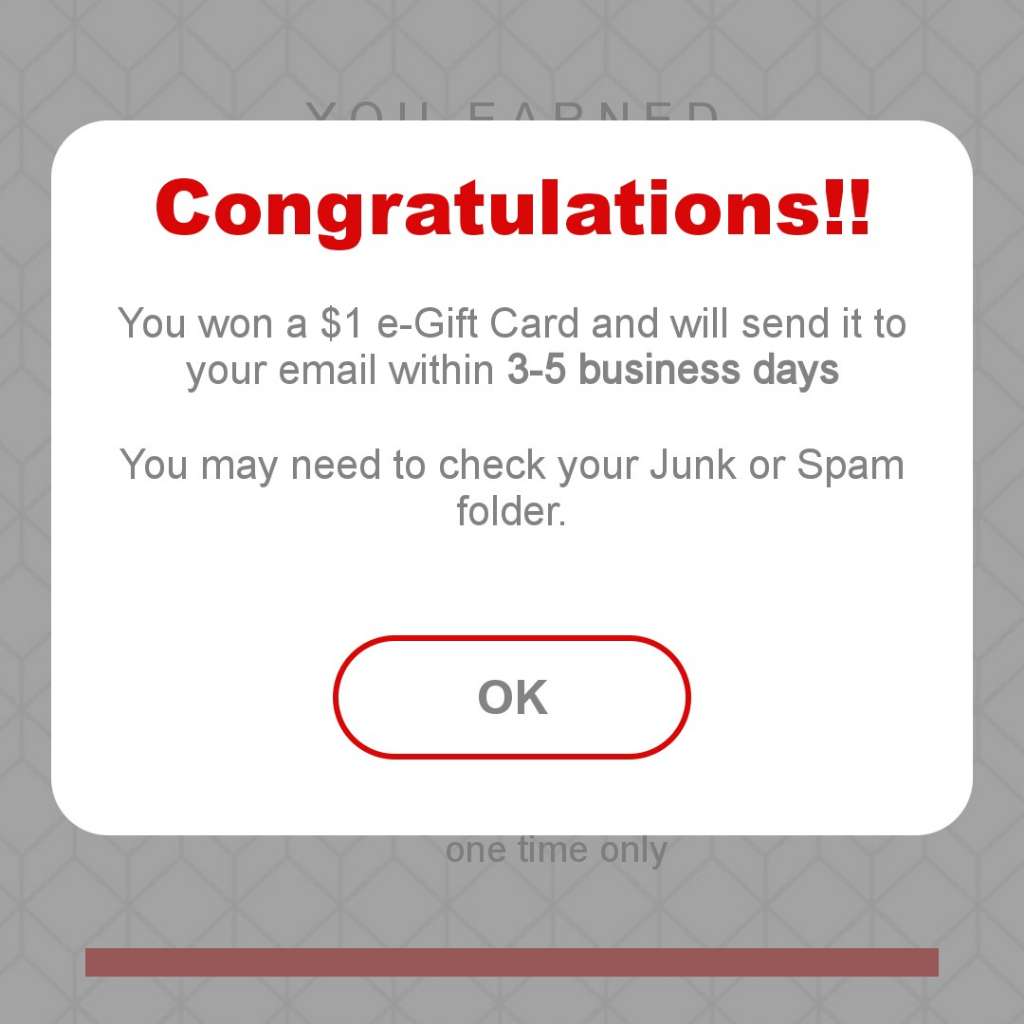 YOU EARNED
Congratulations!!
You won a $1 e-Gift Card and will send it to
your email within 3-5 business days
You may need to check your Junk or Spam
folder.
OK
one time only